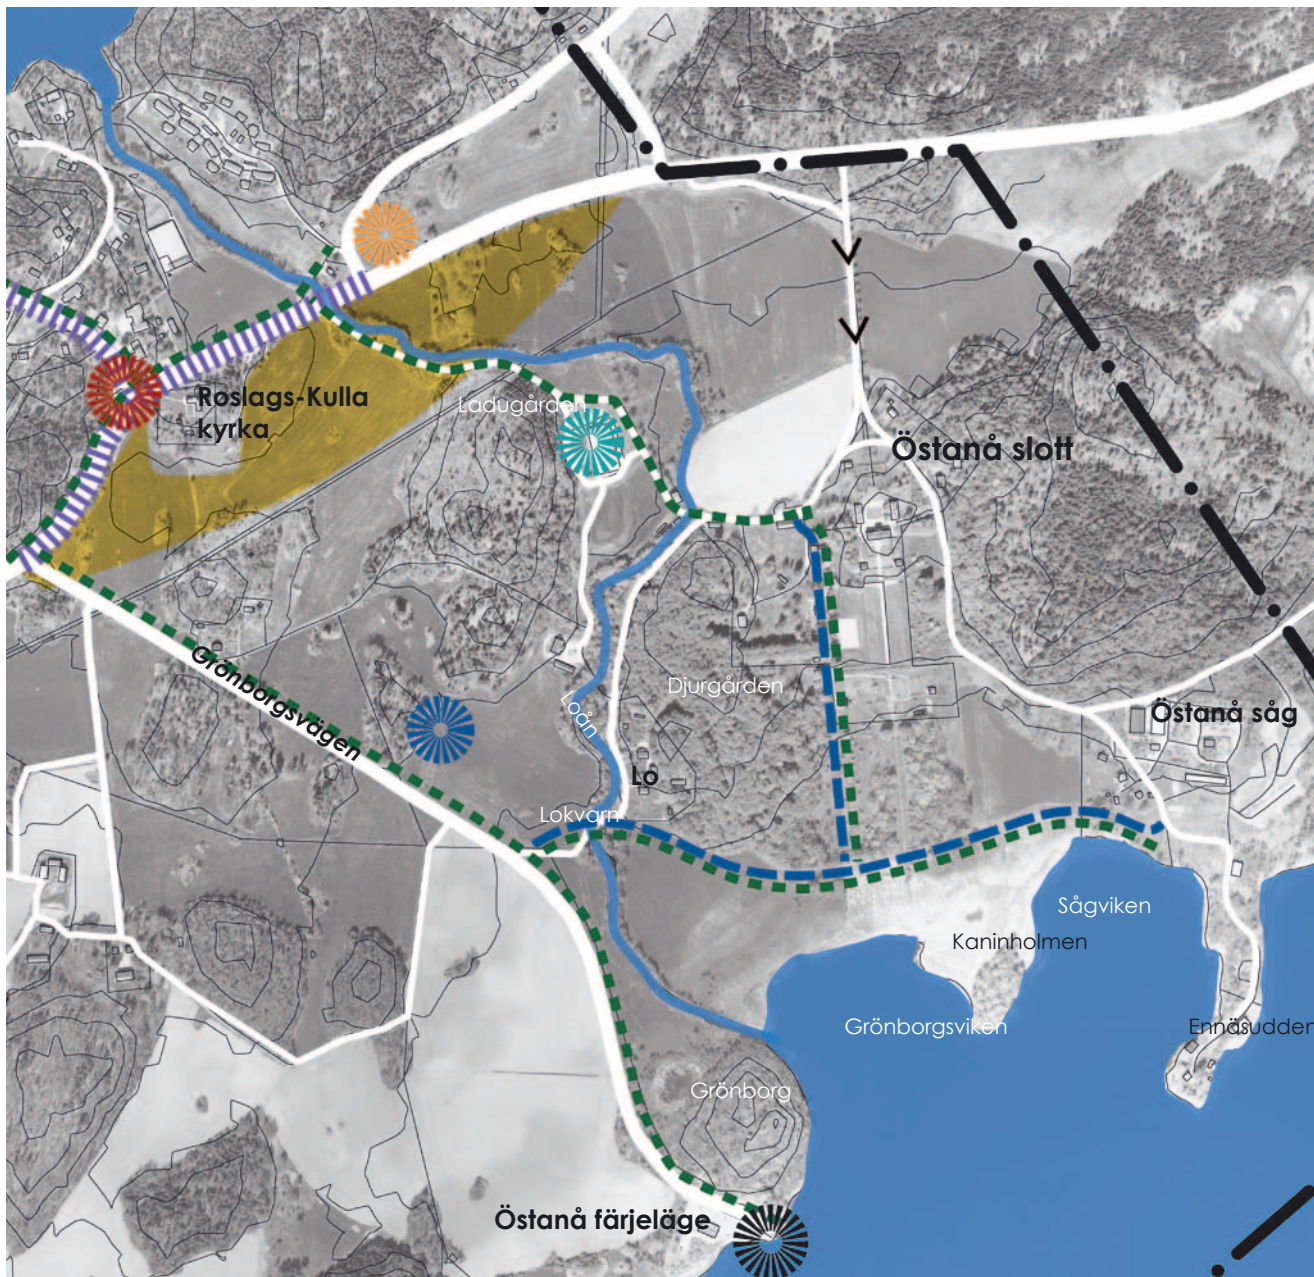 Roslags-Kulla
kyrka
Ladugården
Östanå slott
Grönborgsvägen
Loån
Djurgården
Östanå såg
Lo
Lokvarn
Sågviken
Kaninholmen
Grönborgsviken
Ennäsudden
Grönborg
Östanå färjeläge